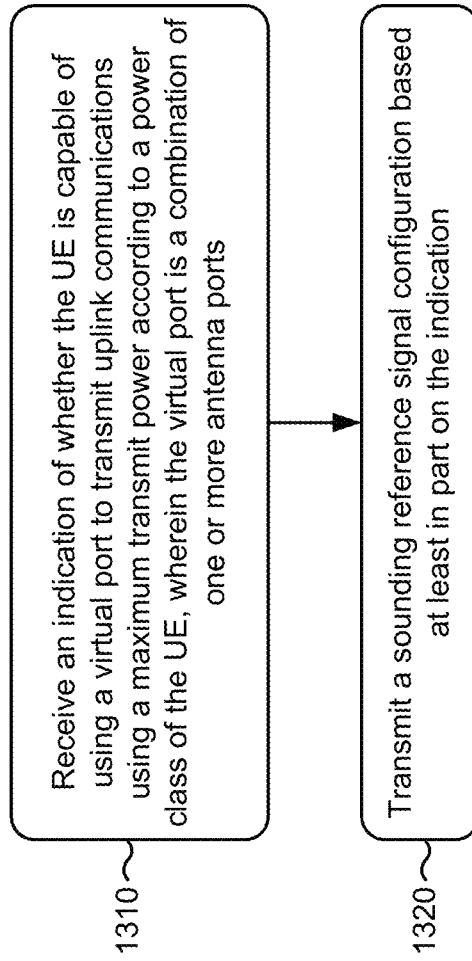 1310
Receive an indication of whether the UE is capable of
using a virtual port to transmit uplink communications
using a maximum transmit power according to a power
class of the UE, wherein the virtual port is a combination of
one or more antenna ports
1320
Transmit a sounding reference signal configuration based
at least in part on the indication